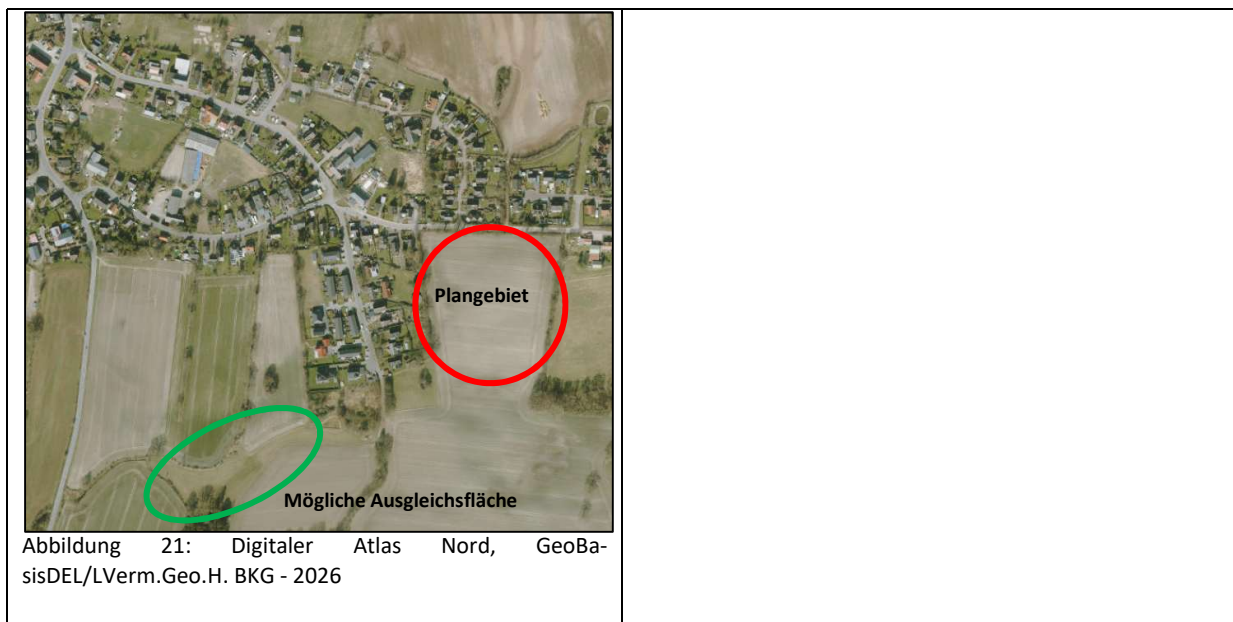 Plangebiet
Mögliche Ausgleichsfläche
Abbildung 21: Digitaler Atlas Nord, GeoBa-
sisDEL/LVerm.Geo.H. BKG - 2026